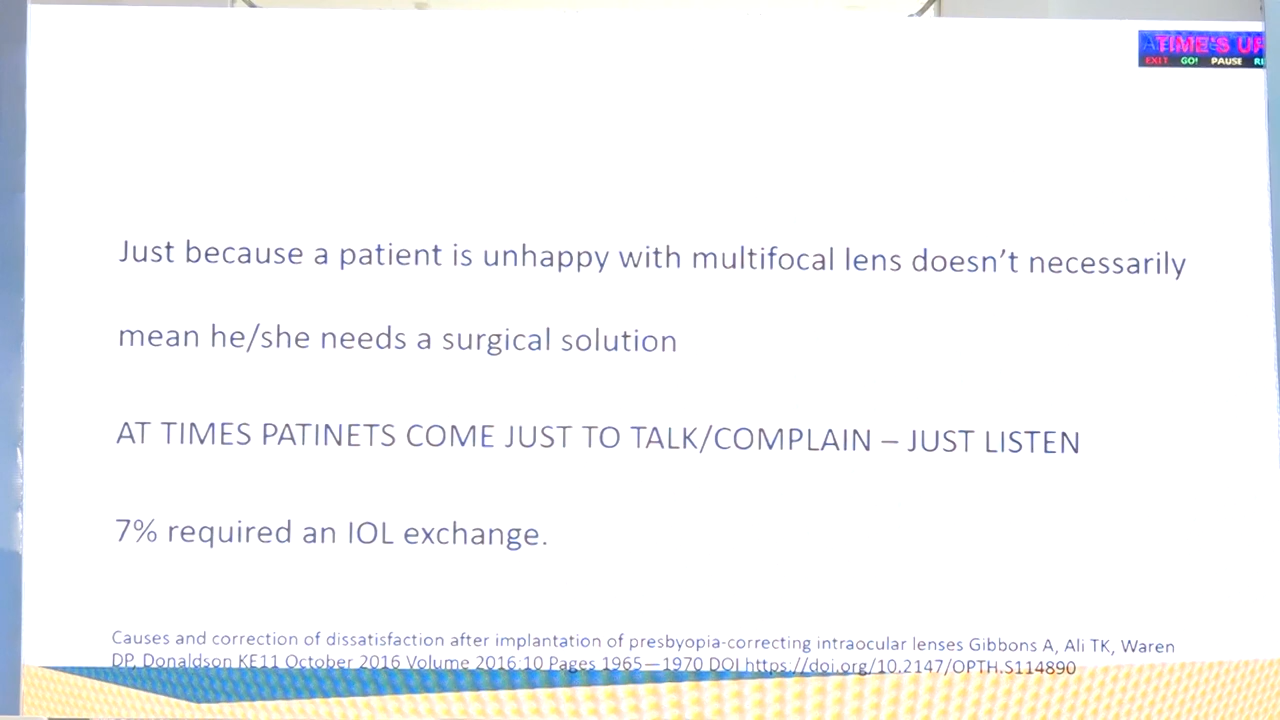 TIME'S UP
EXIT GO! PAUSE
Just because a patient is unhappy with multifocal lens doesn't necessarily
mean he/she needs a surgical solution
AT TIMES PATINETS COME JUST TO TALK/COMPLAIN – JUST LISTEN
7% required an IOL exchange.
Causes and correction of dissatisfaction after implantation of presbyopia-correcting intraocular lenses Gibbons A, Ali TK, Waren
DP, Donaldson KE11 October 2016 Volume 2016:10 Pages 1965—1970 DOI https://doi.org/10.2147/OPTH.S114890